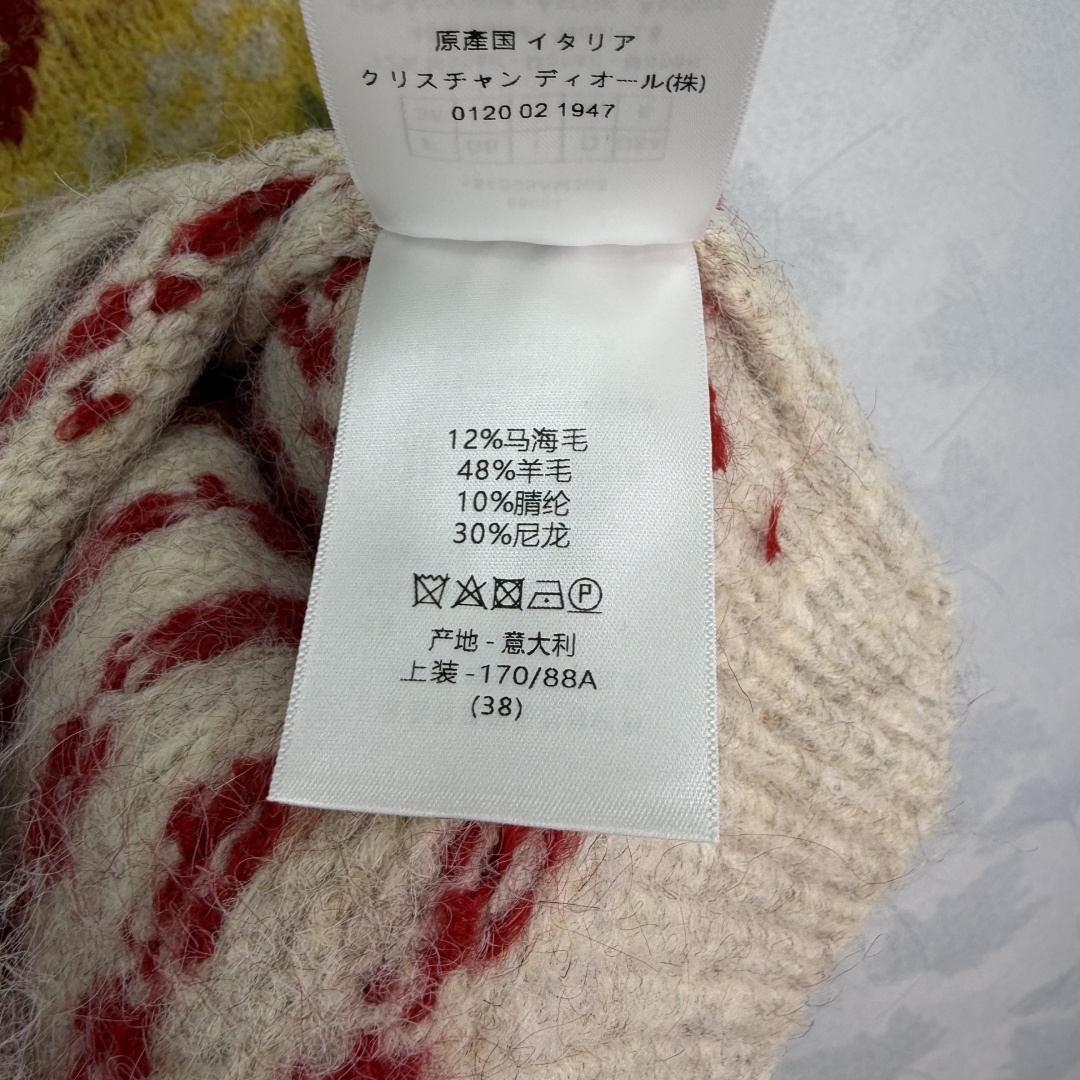 原產国 イタリア
クリスチャン ディオール(株)
0120 02 1947
12%马海毛
48%羊毛
10%腈纶
30%尼龙
P
产地 - 意大利
上装 -170/88A
(38)